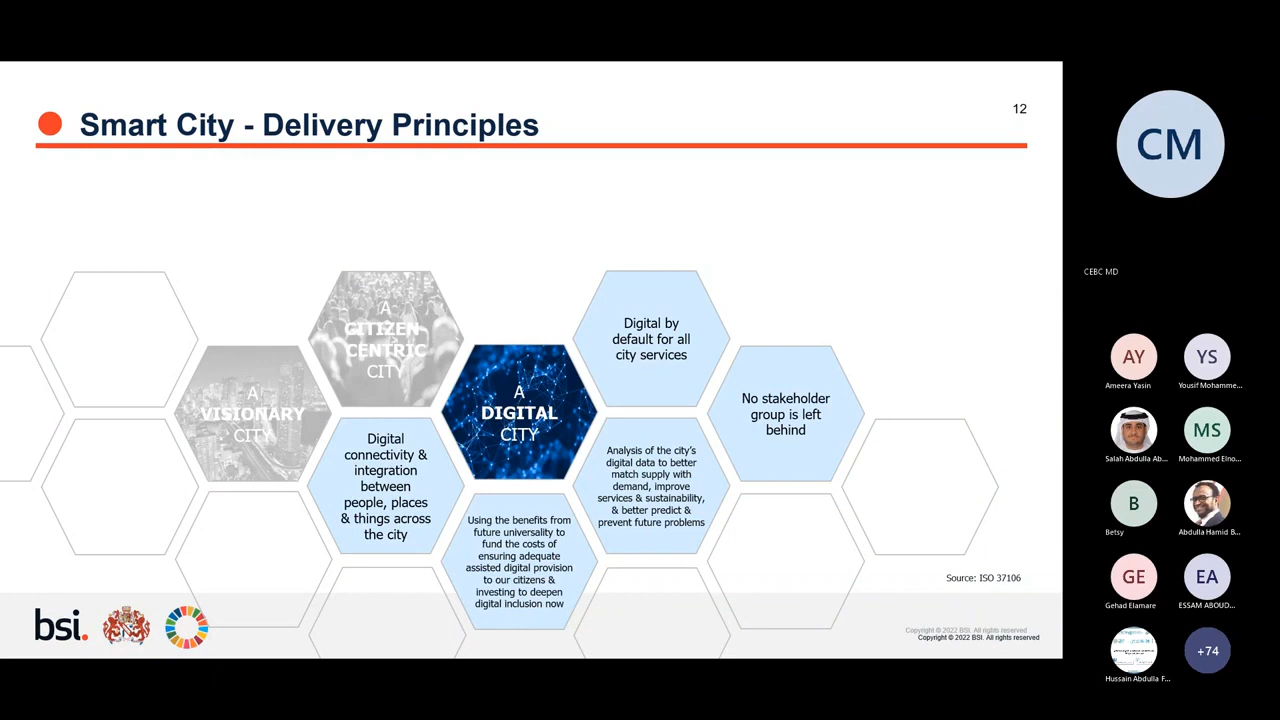 12
Smart City - Delivery Principles
A
VISIONARY
CITY
A
CITIZEN
CENTRIC
CITY
Digital
connectivity &
integration
between
people, places
& things across
the city
A
DIGITAL
CITY
Using the benefits from
future universality to
fund the costs of
ensuring adequate
assisted digital provision
to our citizens &
investing to deepen
digital inclusion now
Digital by
default for all
city services
Analysis of the city's
digital data to better
match supply with
demand, improve
services & sustainability,
& better predict &
prevent future problems
No stakeholder
group is left
behind
Source: ISO 37106
bsi.
Copyright © 2022 BSI. All rights reserved
Copyright © 2022 BSI. All rights reserved
CM
CEBC MD
AY
Ameera Yasin
YS
Yousif Mohamme...
Salah Abdulla Ab...
MS
Mohammed Elno...
B
Betsy
Abdulla Hamid B...
GE
Gehad Elamare
EA
ESSAM ABOUD...
Hussain Abdulla F...
+74